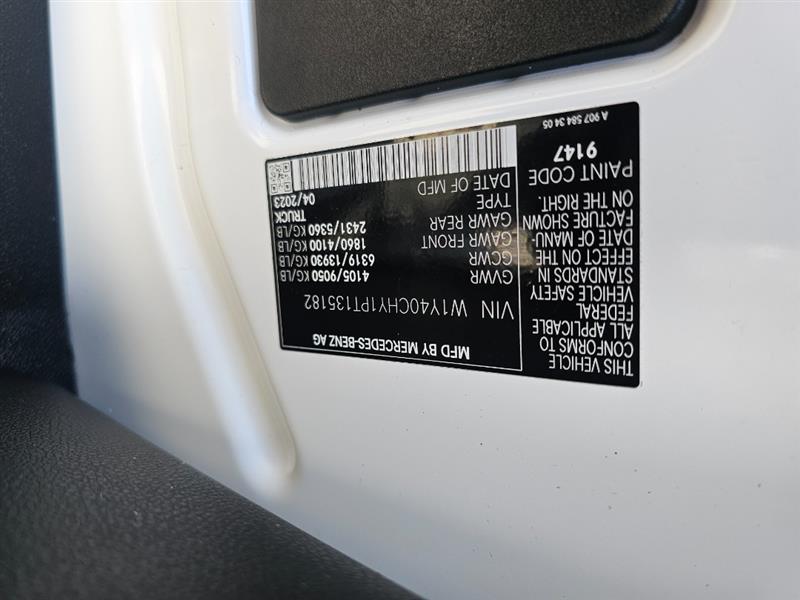 MFD BY MERCEDES-BENZ AG
VIN W1Y40CHY1PT135182
GVWR 4105/9050 KG/LB
GCWR 6319/13930 KG/LB
GAWR FRONT 1860/4100 KG/LB
GAWR REAR 2431/5360 KG/LB
TYPE TRUCK
DATE OF MFD 04/2023
THIS VEHICLE
CONFORMS TO
ALL APPLICABLE
FEDERAL
VEHICLE SAFETY
STANDARDS IN
EFFECT ON THE
DATE OF MANU-
FACTURE SHOWN
ON THE RIGHT.
PAINT CODE
9147
A 907 584 34 05